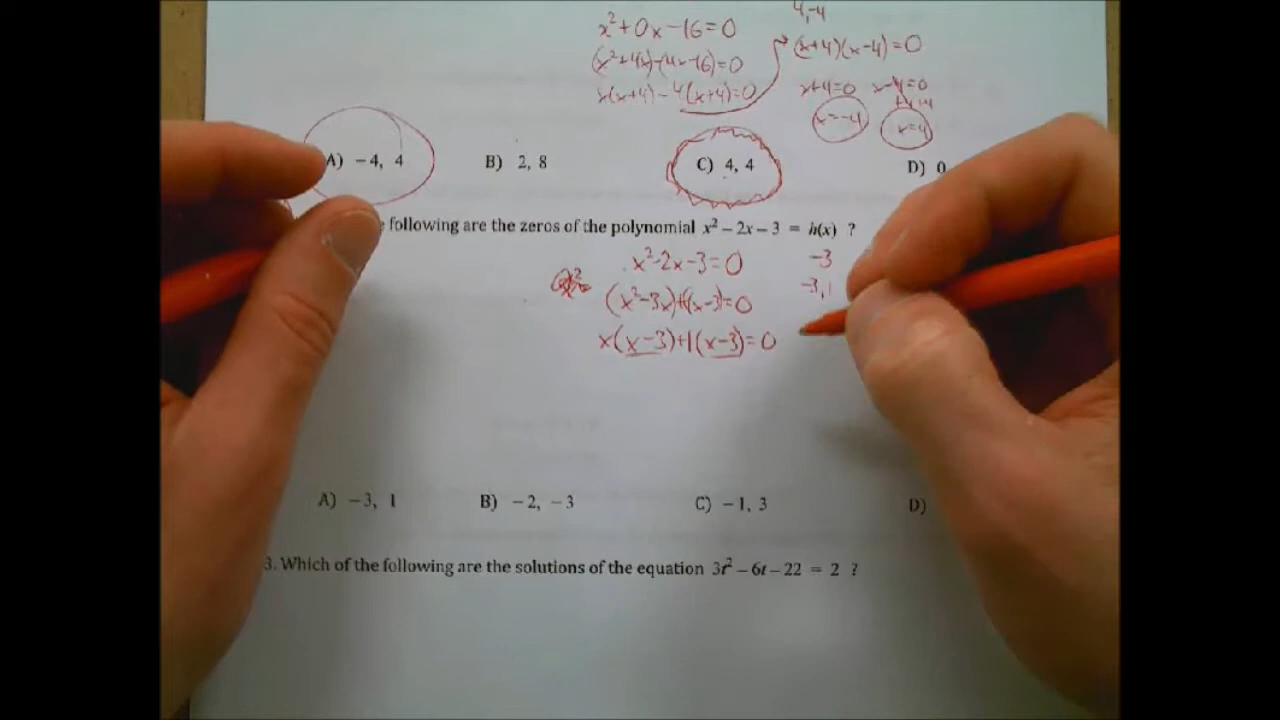 4,-4
x²+0x-16=0
(x+4)(x-4)=0
(x²+4x)-(4x-16)=0
x+4=0 x-4=0
+4 +4
x(x+4)-4(x+4)=0
x=-4 x=4
A) -4, 4 B) 2, 8 C) 4, 4 D) 0
following are the zeros of the polynomial x² - 2x - 3 = h(x) ?
x²-2x-3=0 -3
(x²-3x)+(x-3)=0 -3,1
x(x-3)+1(x-3)=0
A) -3, 1 B) -2, -3 C) -1, 3 D)
3. Which of the following are the solutions of the equation 3t² - 6t - 22 = 2 ?